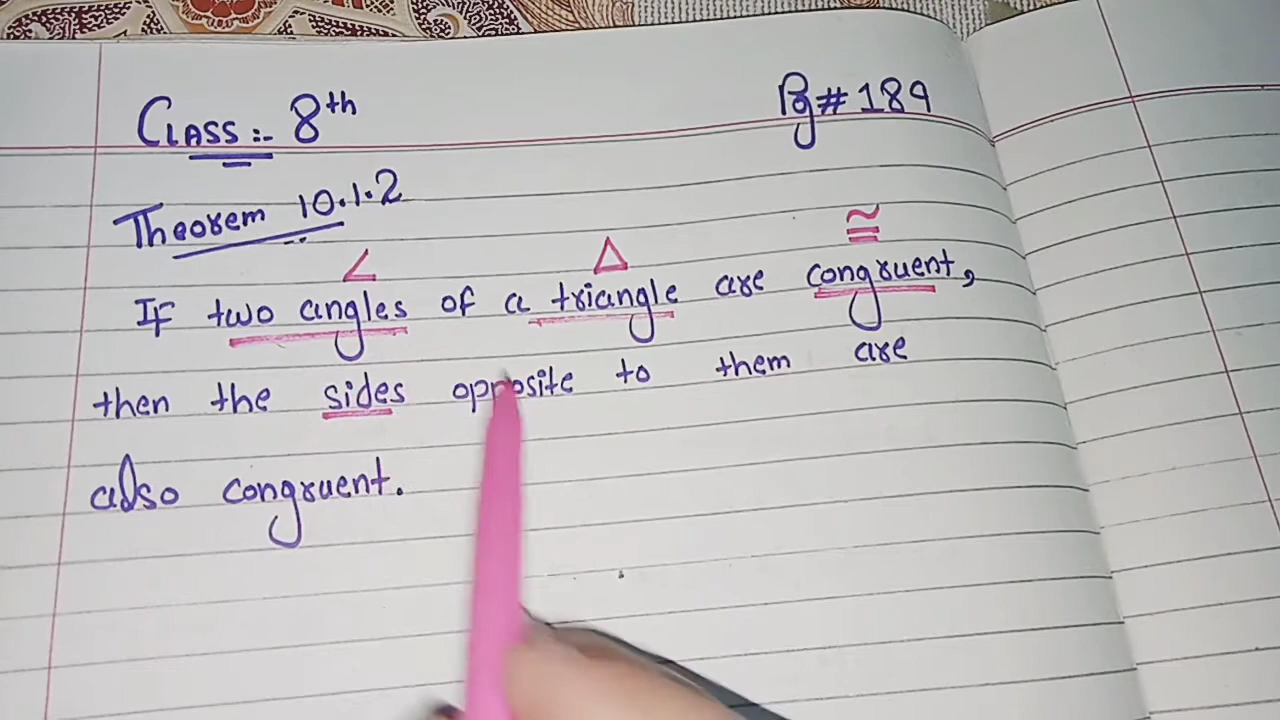 CLASS :- 8th
Pg # 189
Theorem 10.1.2
∠ Δ ≅
If two angles of a triangle are congruent,
then the sides opposite to them are
also congruent.